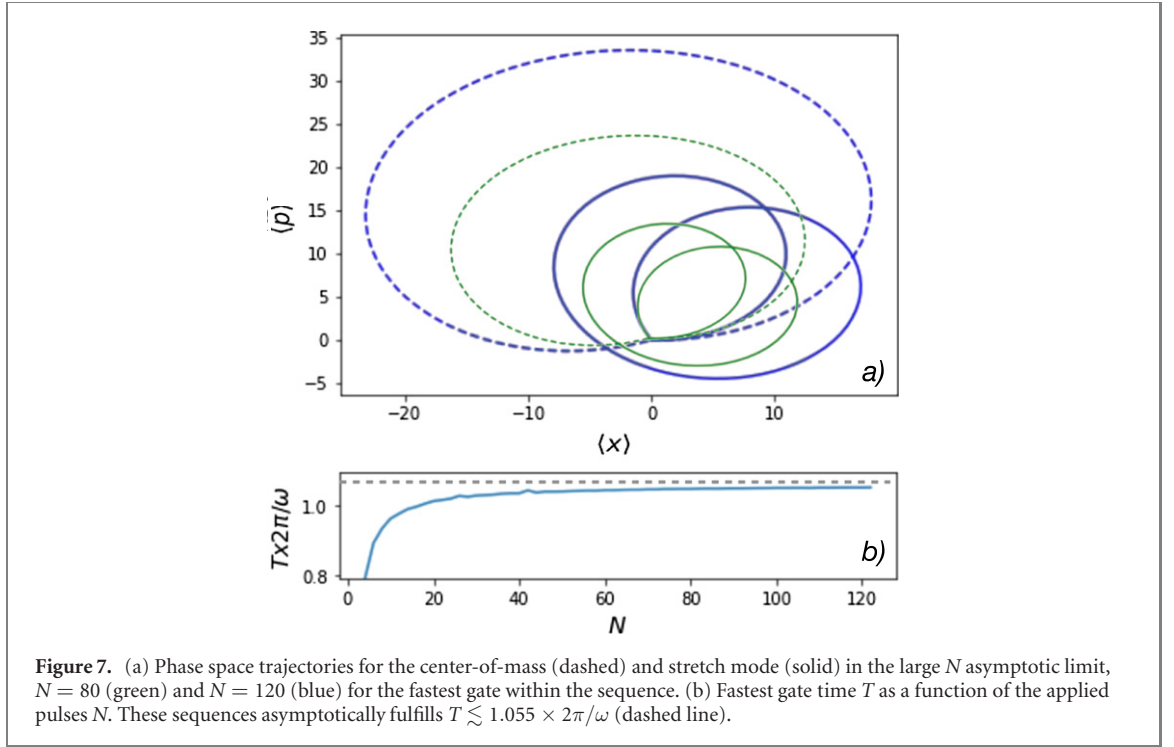 35
30
25
20
15
10
5
0
−5
⟨p⟩
−20 −10 0 10
⟨x⟩
a)
1.0
0.8
Tx2π/ω
0 20 40 60 80 100 120
N
b)
Figure 7. (a) Phase space trajectories for the center-of-mass (dashed) and stretch mode (solid) in the large N asymptotic limit,
N = 80 (green) and N = 120 (blue) for the fastest gate within the sequence. (b) Fastest gate time T as a function of the applied
pulses N. These sequences asymptotically fulfills T ≲ 1.055 × 2π/ω (dashed line).